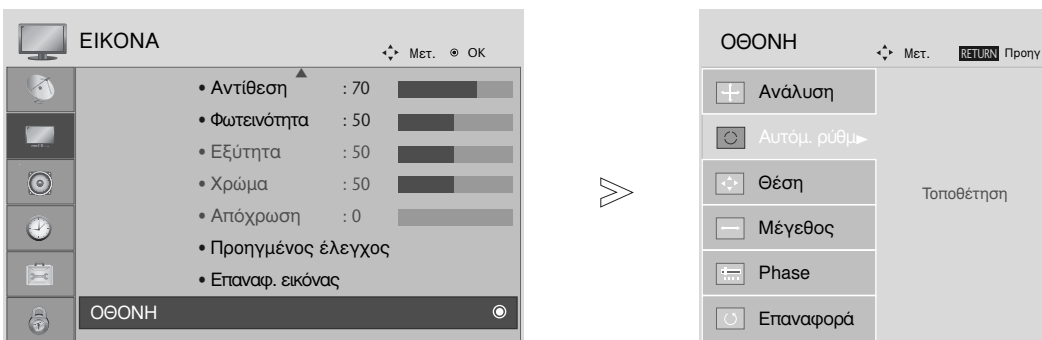 ΕΙΚΟΝΑ
Μετ. OK
• Αντίθεση : 70
• Φωτεινότητα : 50
• Εξύτητα : 50
• Χρώμα : 50
• Απόχρωση : 0
• Προηγμένος έλεγχος
• Επαναφ. εικόνας
ΟΘΟΝΗ
ΟΘΟΝΗ
Μετ. RETURN Προηγ
Ανάλυση
Αυτόμ. ρύθμ
Θέση
Μέγεθος
Phase
Επαναφορά
Τοποθέτηση